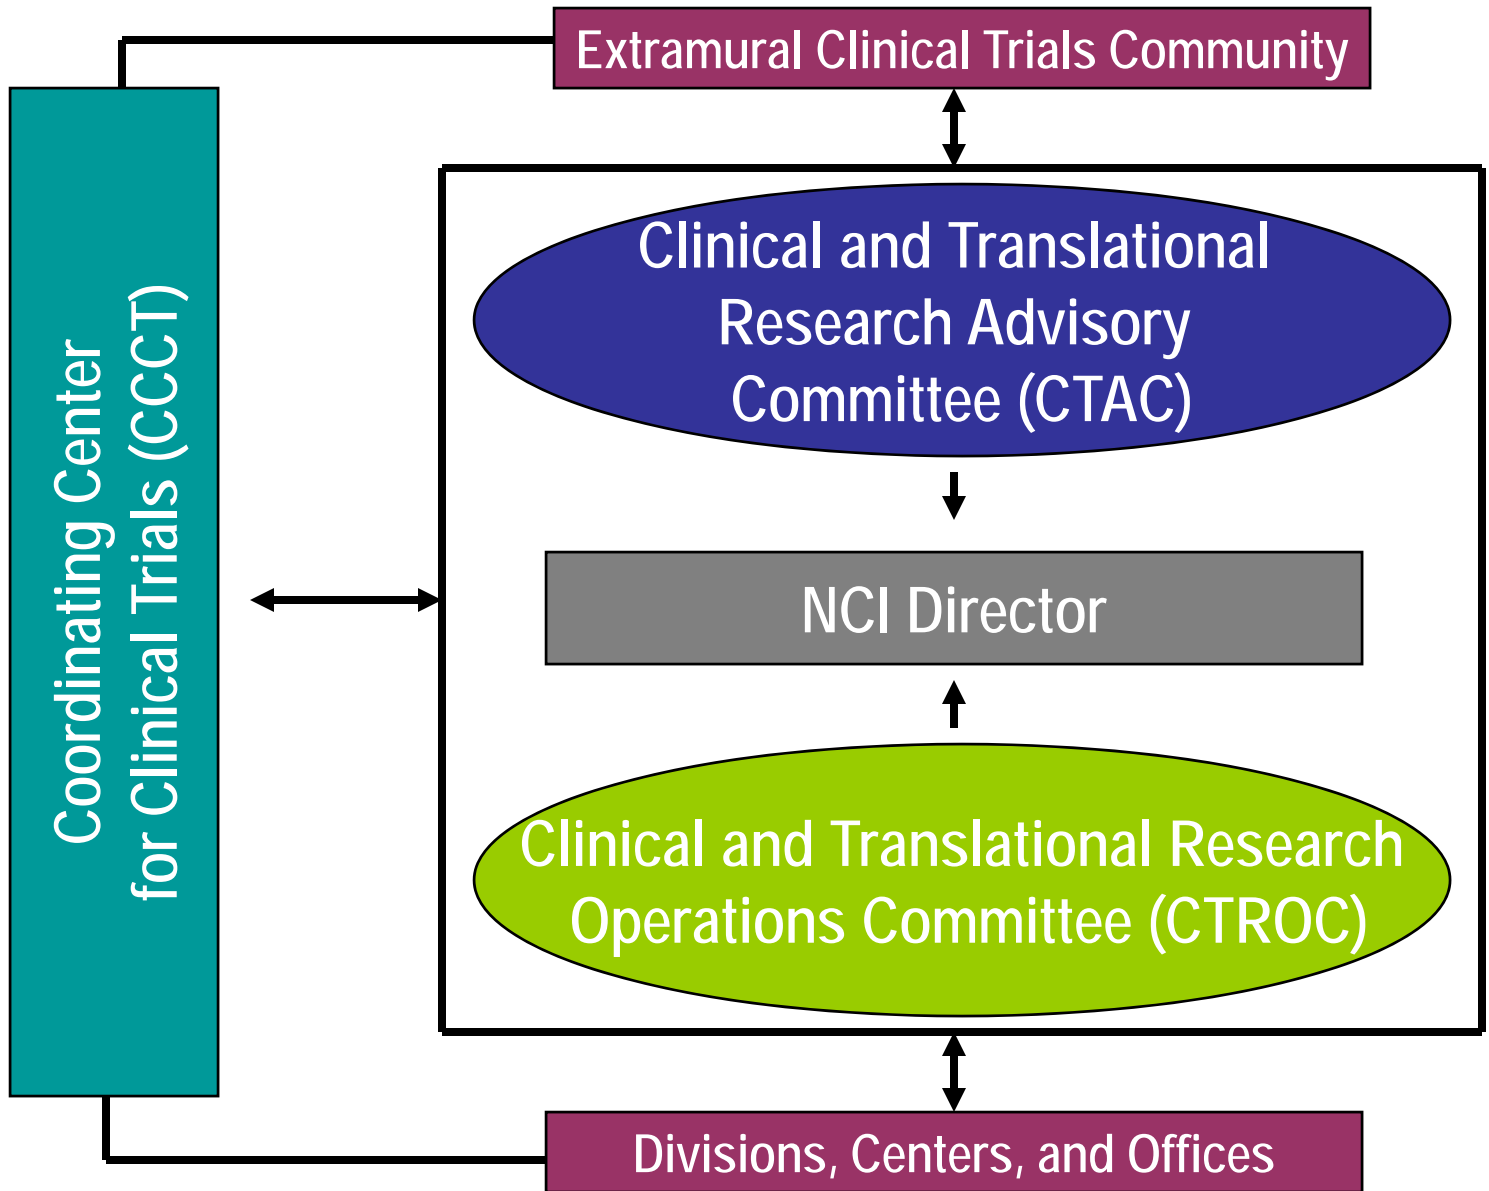 Extramural Clinical Trials Community
Coordinating Center
for Clinical Trials (CCCT)
Clinical and Translational
Research Advisory
Committee (CTAC)
NCI Director
Clinical and Translational Research
Operations Committee (CTROC)
Divisions, Centers, and Offices